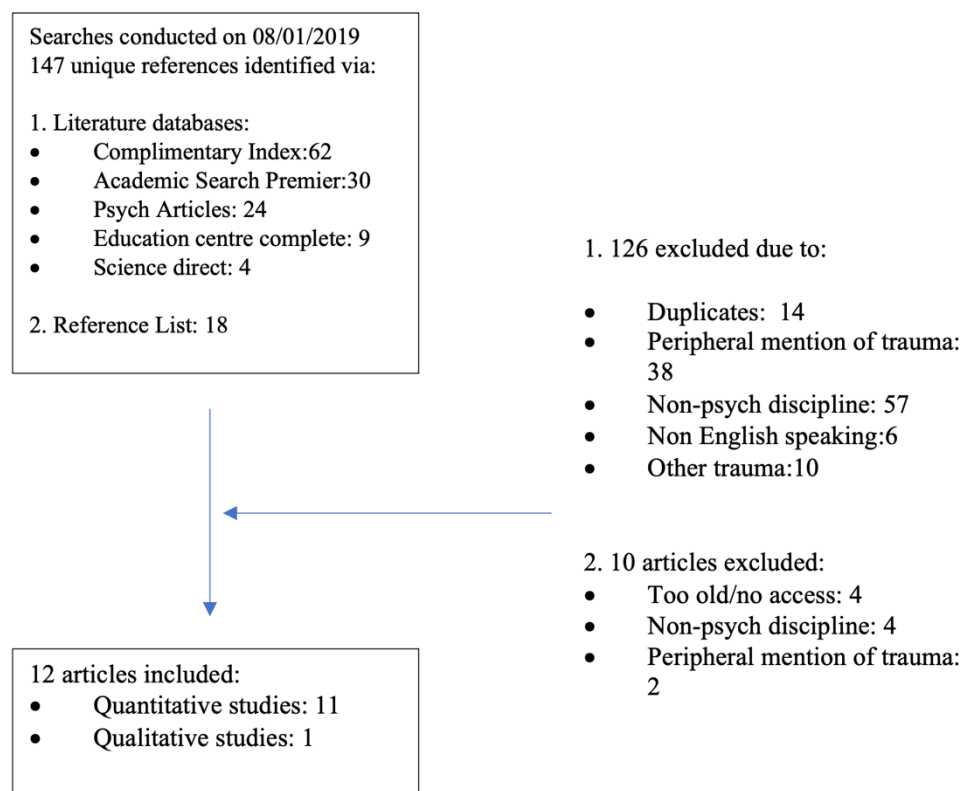 Searches conducted on 08/01/2019
147 unique references identified via:
1. Literature databases:
• Complimentary Index:62
• Academic Search Premier:30
• Psych Articles: 24
• Education centre complete: 9
• Science direct: 4
2. Reference List: 18
1. 126 excluded due to:
• Duplicates: 14
• Peripheral mention of trauma:
38
• Non-psych discipline: 57
• Non English speaking:6
• Other trauma:10
2. 10 articles excluded:
• Too old/no access: 4
• Non-psych discipline: 4
• Peripheral mention of trauma:
2
12 articles included:
• Quantitative studies: 11
• Qualitative studies: 1